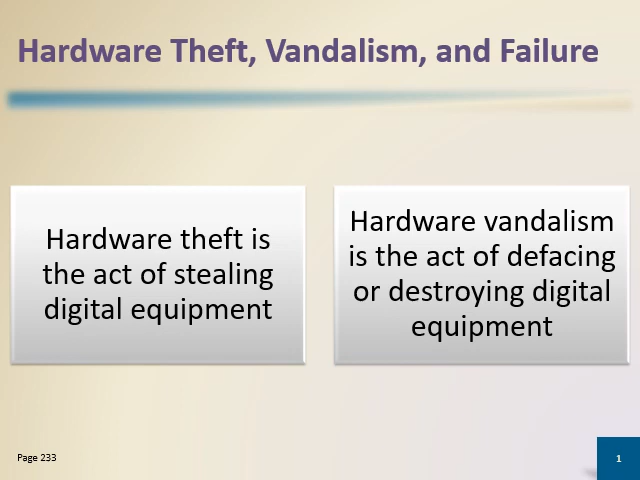 Hardware Theft, Vandalism, and Failure
Hardware theft is
the act of stealing
digital equipment
Hardware vandalism
is the act of defacing
or destroying digital
equipment
Page 233
1